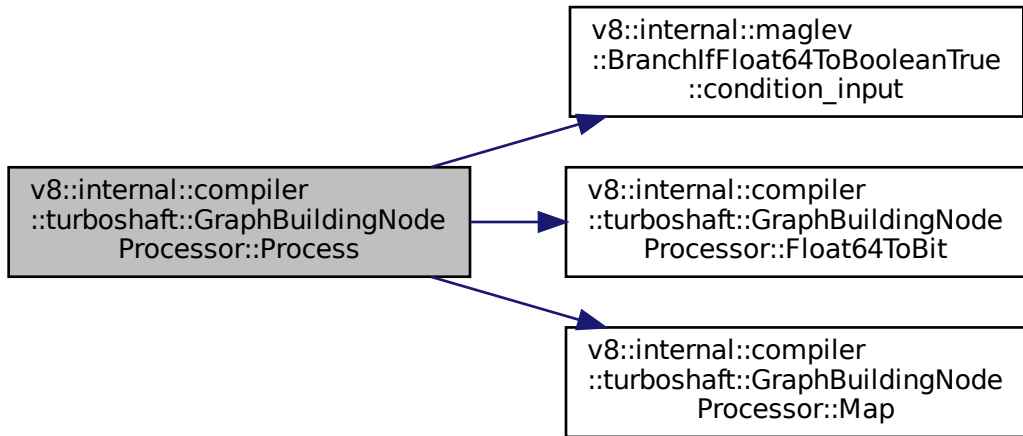 v8::internal::maglev
::BranchIfFloat64ToBooleanTrue
::condition_input
v8::internal::compiler
::turboshaft::GraphBuildingNode
Processor::Process
v8::internal::compiler
::turboshaft::GraphBuildingNode
Processor::Float64ToBit
v8::internal::compiler
::turboshaft::GraphBuildingNode
Processor::Map